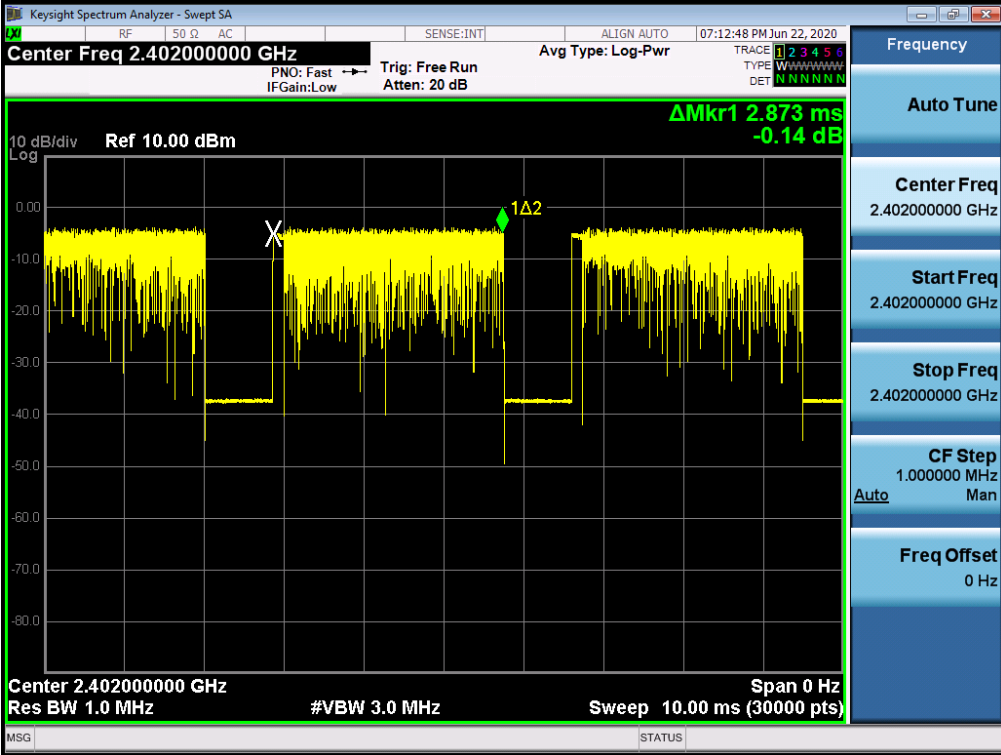 LXI Keysight Spectrum Analyzer - Swept SA
RF 50 Ω AC SENSE:INT ALIGN AUTO 07:12:48 PM Jun 22, 2020
Center Freq 2.402000000 GHz
Avg Type: Log-Pwr
TRACE 1 2 3 4 5 6
TYPE W
DET N N N N N N
PNO: Fast
IFGain:Low
Trig: Free Run
Atten: 20 dB
ΔMkr1 2.873 ms
-0.14 dB
10 dB/div Ref 10.00 dBm
Log
0.00
-10.0
-20.0
-30.0
-40.0
-50.0
-60.0
-70.0
-80.0
1Δ2
Center 2.402000000 GHz Span 0 Hz
Res BW 1.0 MHz #VBW 3.0 MHz Sweep 10.00 ms (30000 pts)
MSG STATUS
Frequency
Auto Tune
Center Freq
2.402000000 GHz
Start Freq
2.402000000 GHz
Stop Freq
2.402000000 GHz
CF Step
1.000000 MHz
Auto Man
Freq Offset
0 Hz